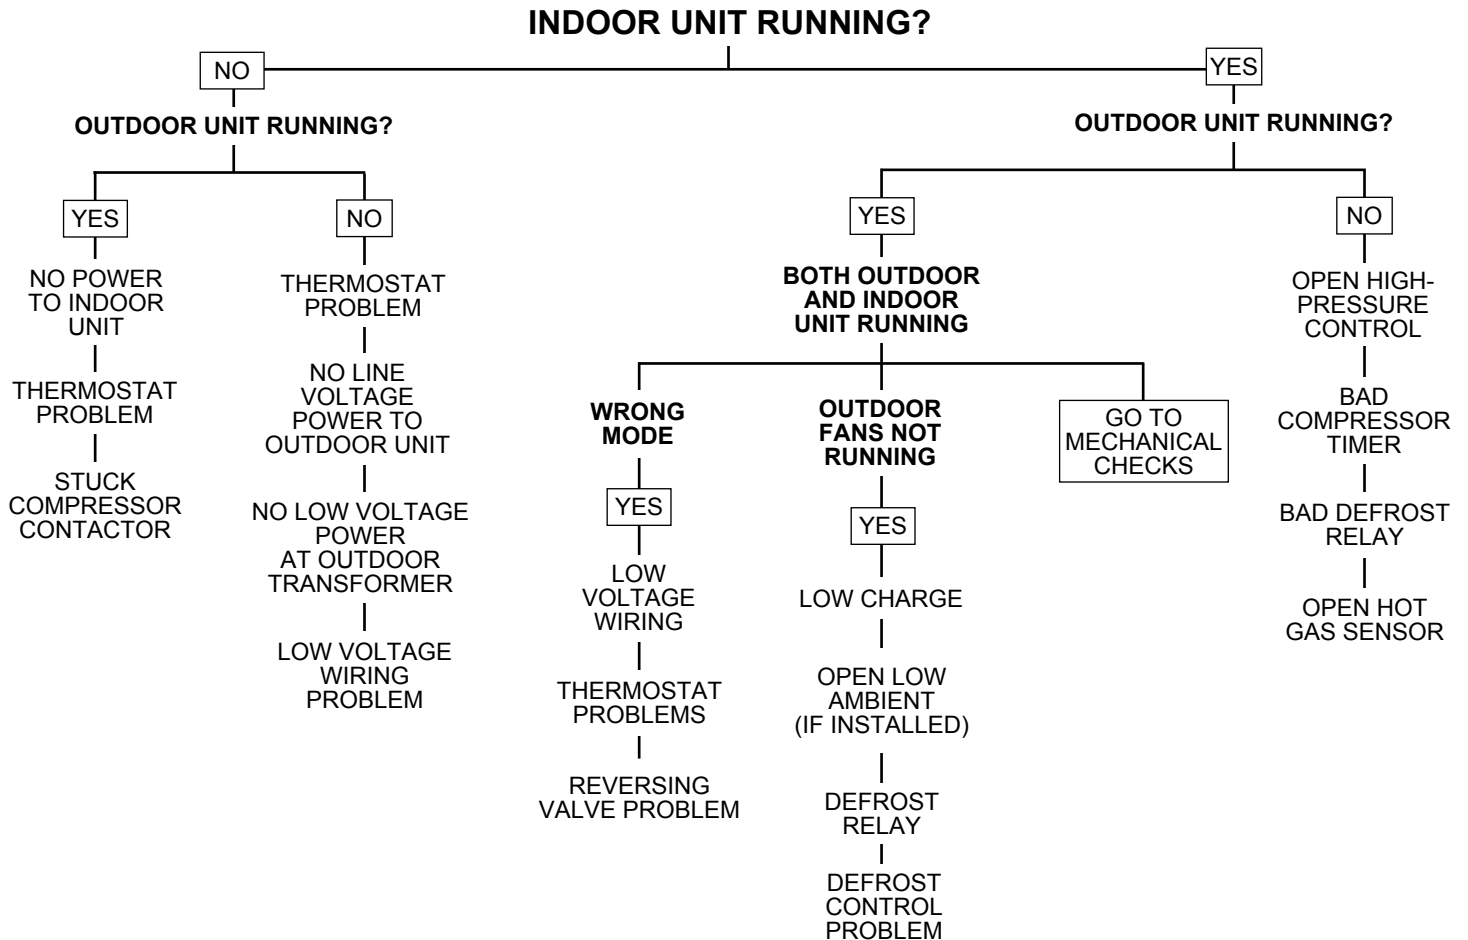 INDOOR UNIT RUNNING?
NO
YES
OUTDOOR UNIT RUNNING?
YES
NO POWER
TO INDOOR
UNIT
THERMOSTAT
PROBLEM
STUCK
COMPRESSOR
CONTACTOR
NO
THERMOSTAT
PROBLEM
NO LINE
VOLTAGE
POWER TO
OUTDOOR UNIT
NO LOW VOLTAGE
POWER
AT OUTDOOR
TRANSFORMER
LOW VOLTAGE
WIRING
PROBLEM
OUTDOOR UNIT RUNNING?
YES
BOTH OUTDOOR
AND INDOOR
UNIT RUNNING
WRONG
MODE
YES
LOW
VOLTAGE
WIRING
THERMOSTAT
PROBLEMS
REVERSING
VALVE PROBLEM
OUTDOOR
FANS NOT
RUNNING
YES
LOW CHARGE
OPEN LOW
AMBIENT
(IF INSTALLED)
DEFROST
RELAY
DEFROST
CONTROL
PROBLEM
GO TO
MECHANICAL
CHECKS
NO
OPEN HIGH-
PRESSURE
CONTROL
BAD
COMPRESSOR
TIMER
BAD DEFROST
RELAY
OPEN HOT
GAS SENSOR